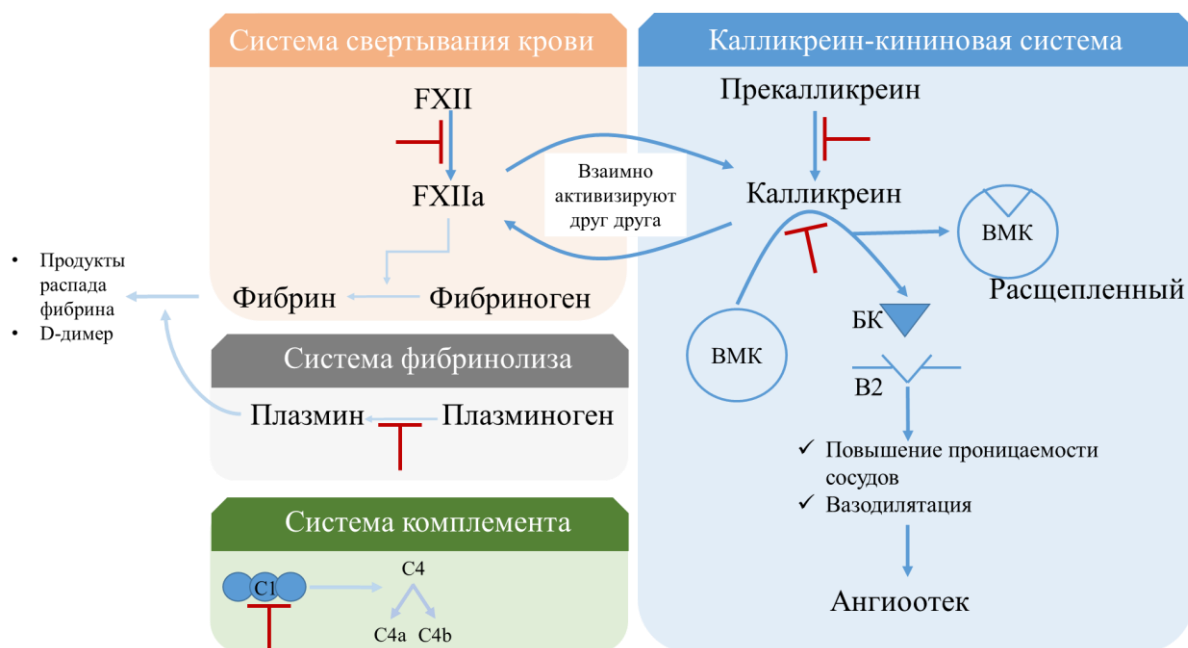 Система свертывания крови
FXII
FXIIa
Фибрин
Фибриноген
Взаимно
активизируют
друг друга
• Продукты
распада
фибрина
• D-димер
Система фибринолиза
Плазмин
Плазминоген
Система комплемента
C1
C4
C4a
C4b
Калликреин-кининовая система
Прекалликреин
Калликреин
ВМК
Расщепленный
ВМК
БК
В2
✓ Повышение проницаемости
сосудов
✓ Вазодилятация
Ангиоотек